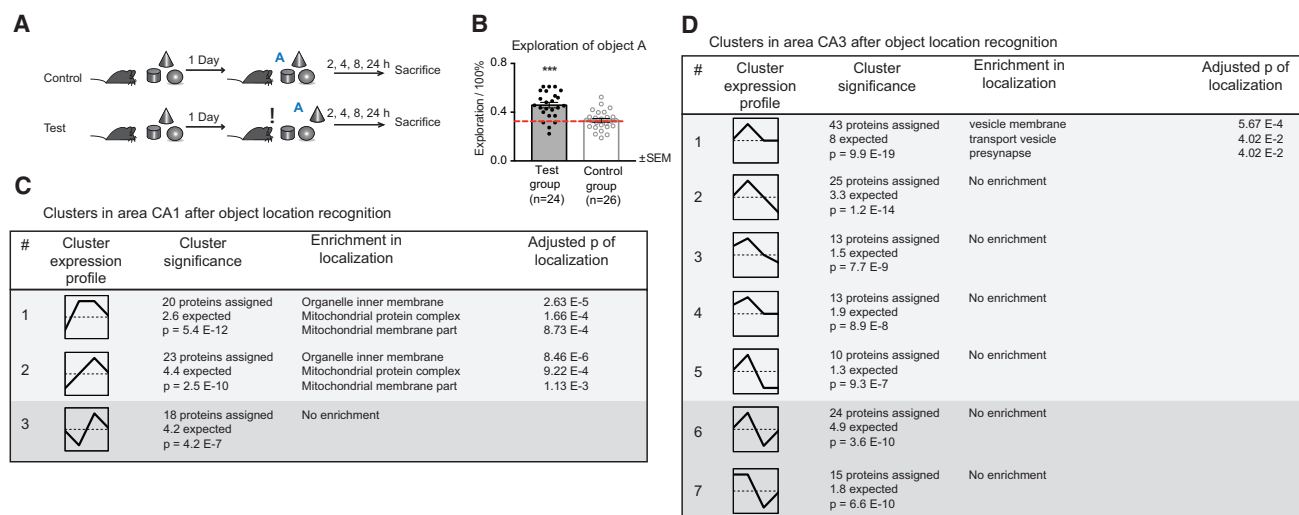 A
Control
1 Day
A
2, 4, 8, 24 h
Sacrifice
Test
1 Day
!
A
2, 4, 8, 24 h
Sacrifice
B
Exploration of object A
Exploration / 100%
0.8
0.4
0.0
***
±SEM
Test
group
(n=24)
Control
group
(n=26)
C
Clusters in area CA1 after object location recognition
# Cluster expression profile Cluster significance Enrichment in localization Adjusted p of localization
1
20 proteins assigned Organelle inner membrane 2.63 E-5
2.6 expected Mitochondrial protein complex 1.66 E-4
p = 5.4 E-12 Mitochondrial membrane part 8.73 E-4
2
23 proteins assigned Organelle inner membrane 8.46 E-6
4.4 expected Mitochondrial protein complex 9.22 E-4
p = 2.5 E-10 Mitochondrial membrane part 1.13 E-3
3
18 proteins assigned No enrichment
4.2 expected
p = 4.2 E-7
D
Clusters in area CA3 after object location recognition
# Cluster expression profile Cluster significance Enrichment in localization Adjusted p of localization
1
43 proteins assigned vesicle membrane 5.67 E-4
8 expected transport vesicle 4.02 E-2
p = 9.9 E-19 presynapse 4.02 E-2
2
25 proteins assigned No enrichment
3.3 expected
p = 1.2 E-14
3
13 proteins assigned No enrichment
1.5 expected
p = 7.7 E-9
4
13 proteins assigned No enrichment
1.9 expected
p = 8.9 E-8
5
10 proteins assigned No enrichment
1.3 expected
p = 9.3 E-7
6
24 proteins assigned No enrichment
4.9 expected
p = 3.6 E-10
7
15 proteins assigned No enrichment
1.8 expected
p = 6.6 E-10